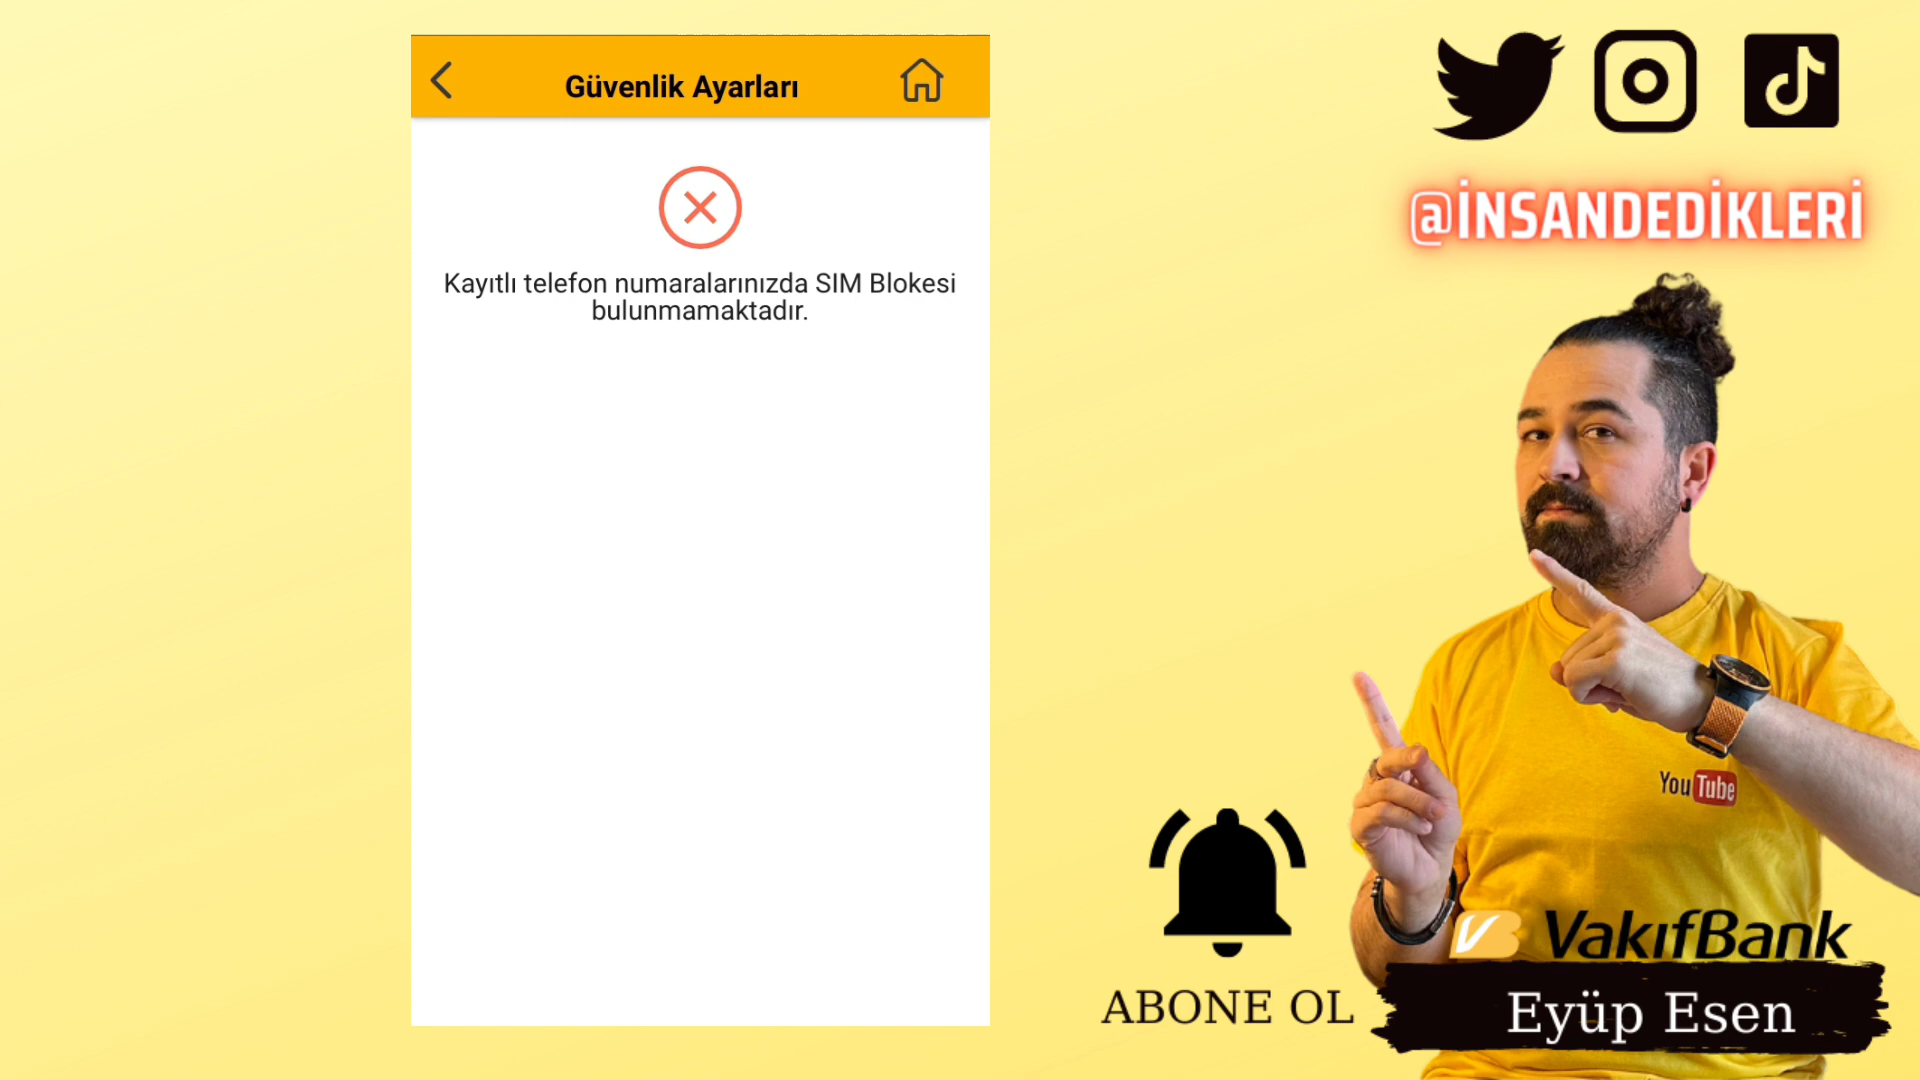 Güvenlik Ayarları
Kayıtlı telefon numaralarınızda SIM Blokesi
bulunmamaktadır.
@İNSANDEDİKLERİ
YouTube
VakıfBank
ABONE OL
Eyüp Esen